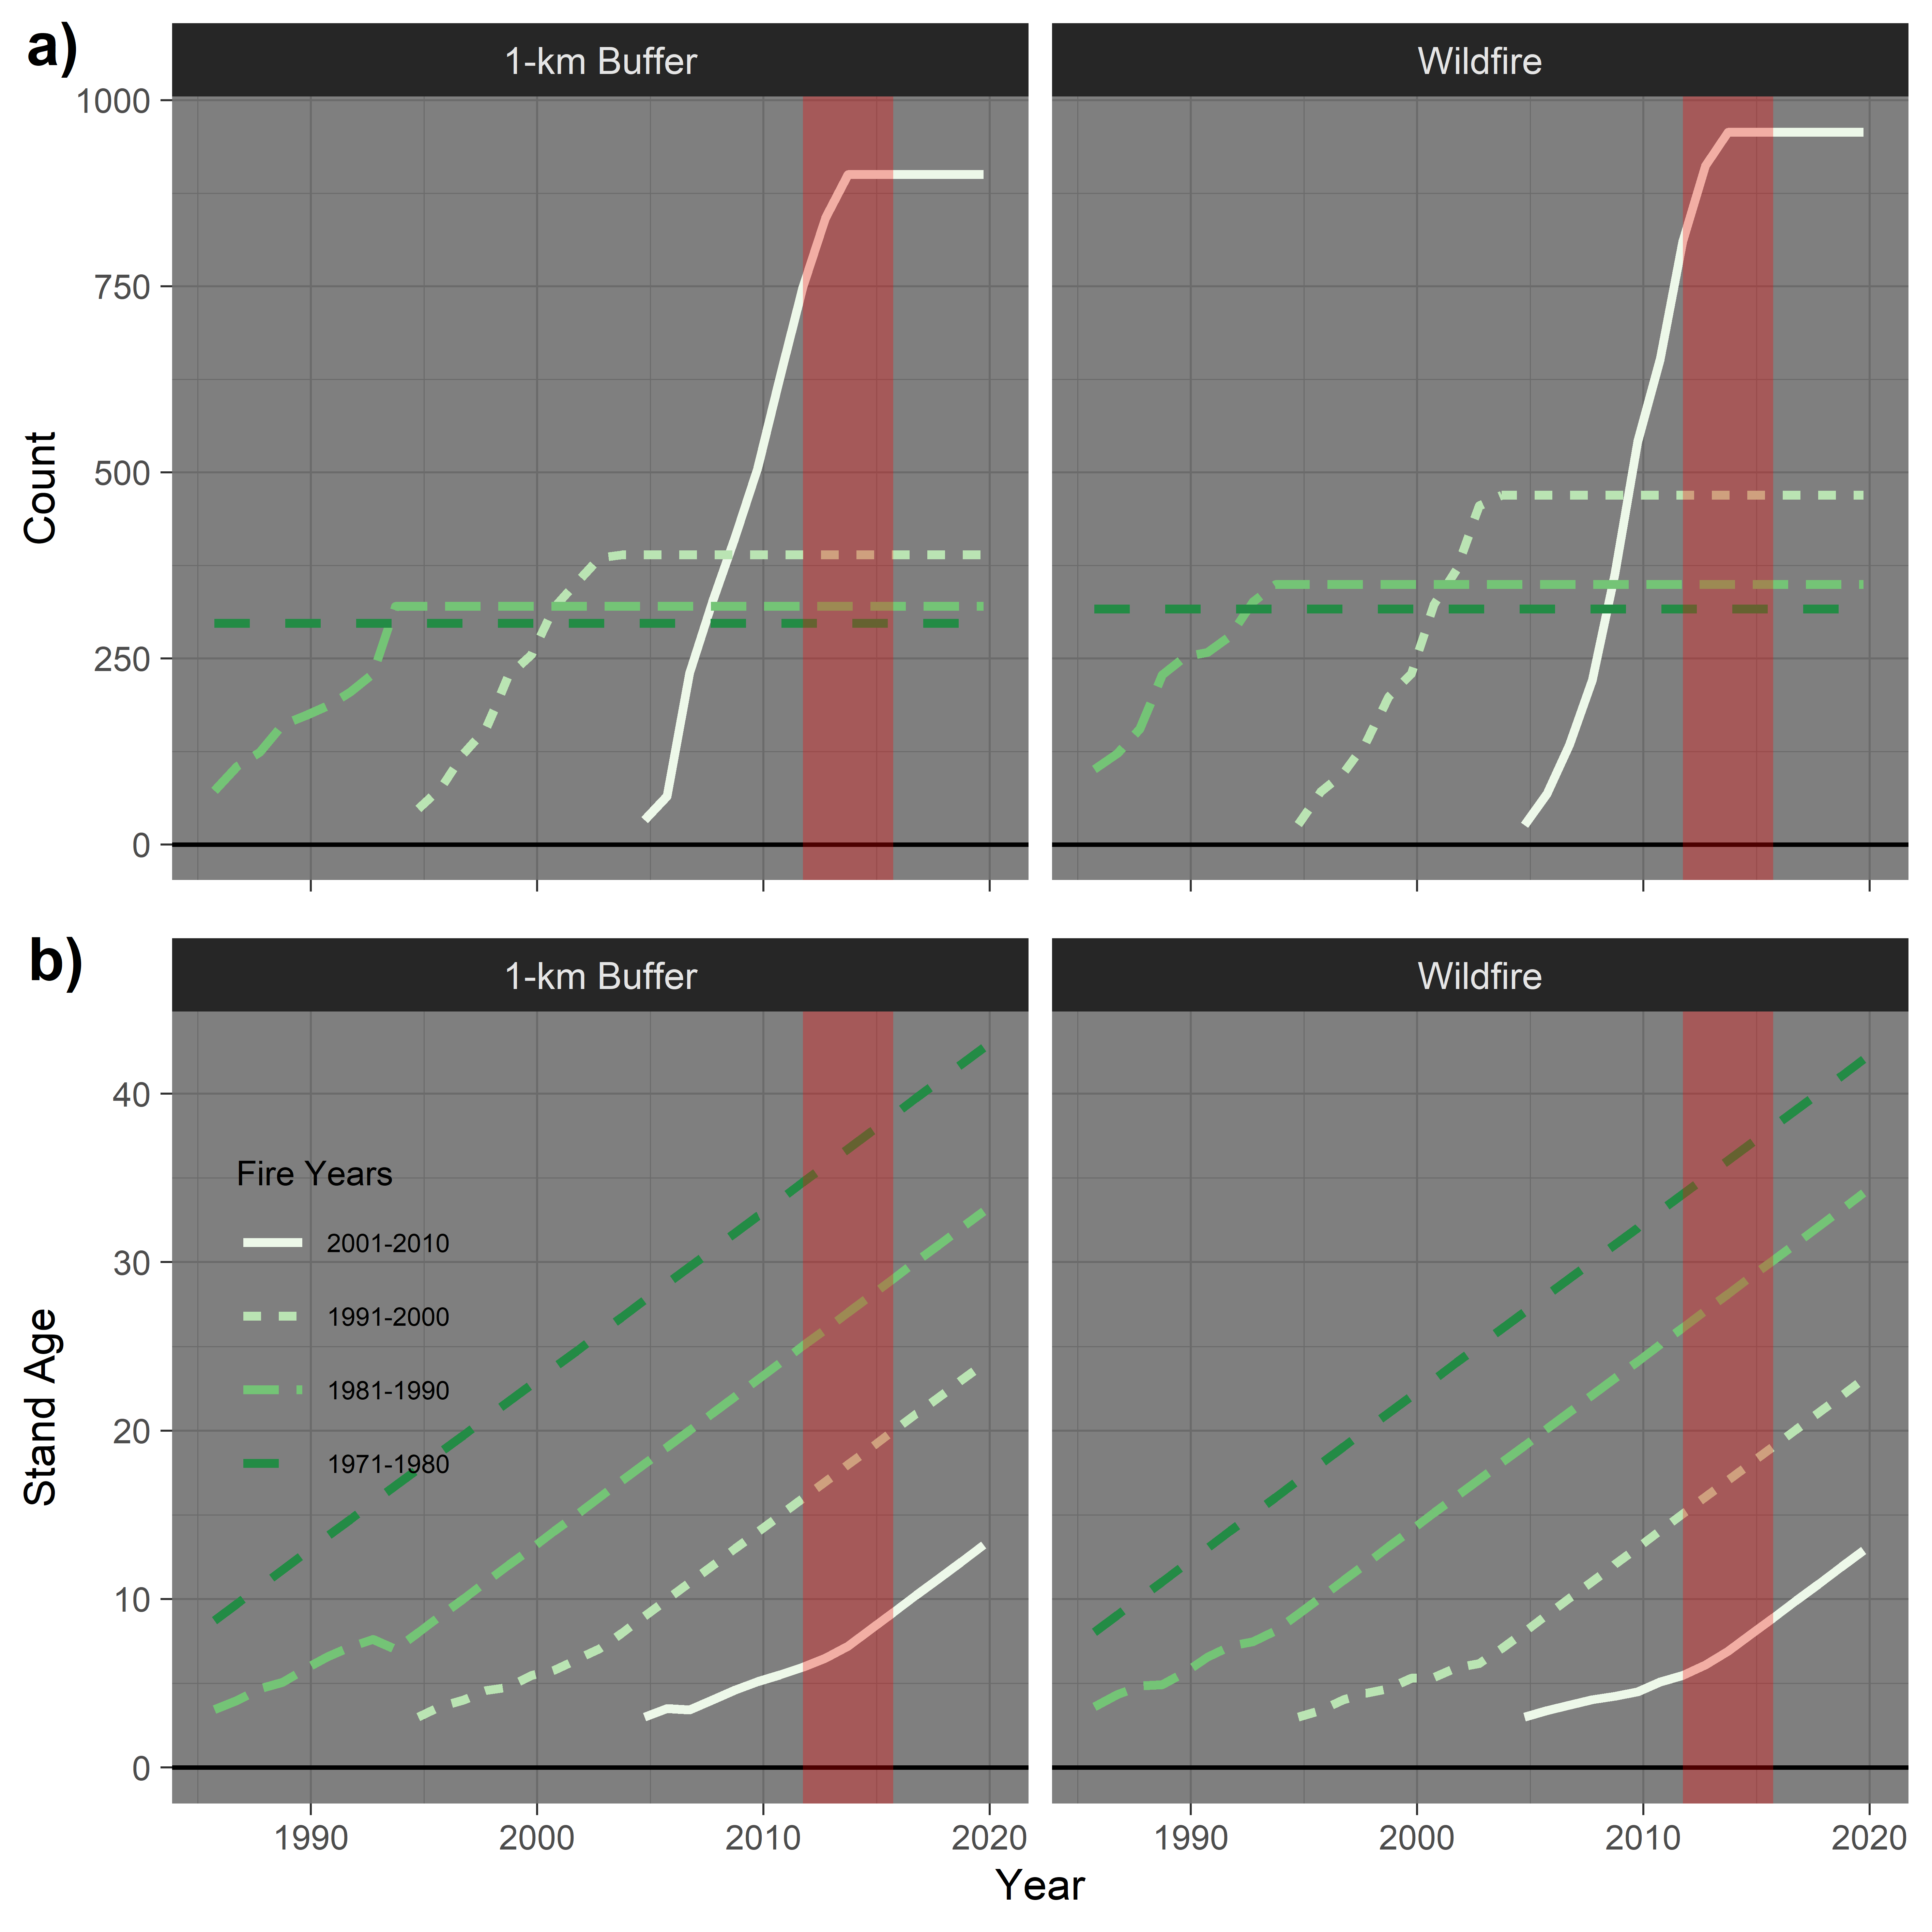 a)
1-km Buffer
Wildfire
1000
750
500
250
0
Count
b)
1-km Buffer
Wildfire
40
30
20
10
0
Stand Age
Fire Years
2001-2010
1991-2000
1981-1990
1971-1980
1990 2000 2010 2020
1990 2000 2010 2020
Year